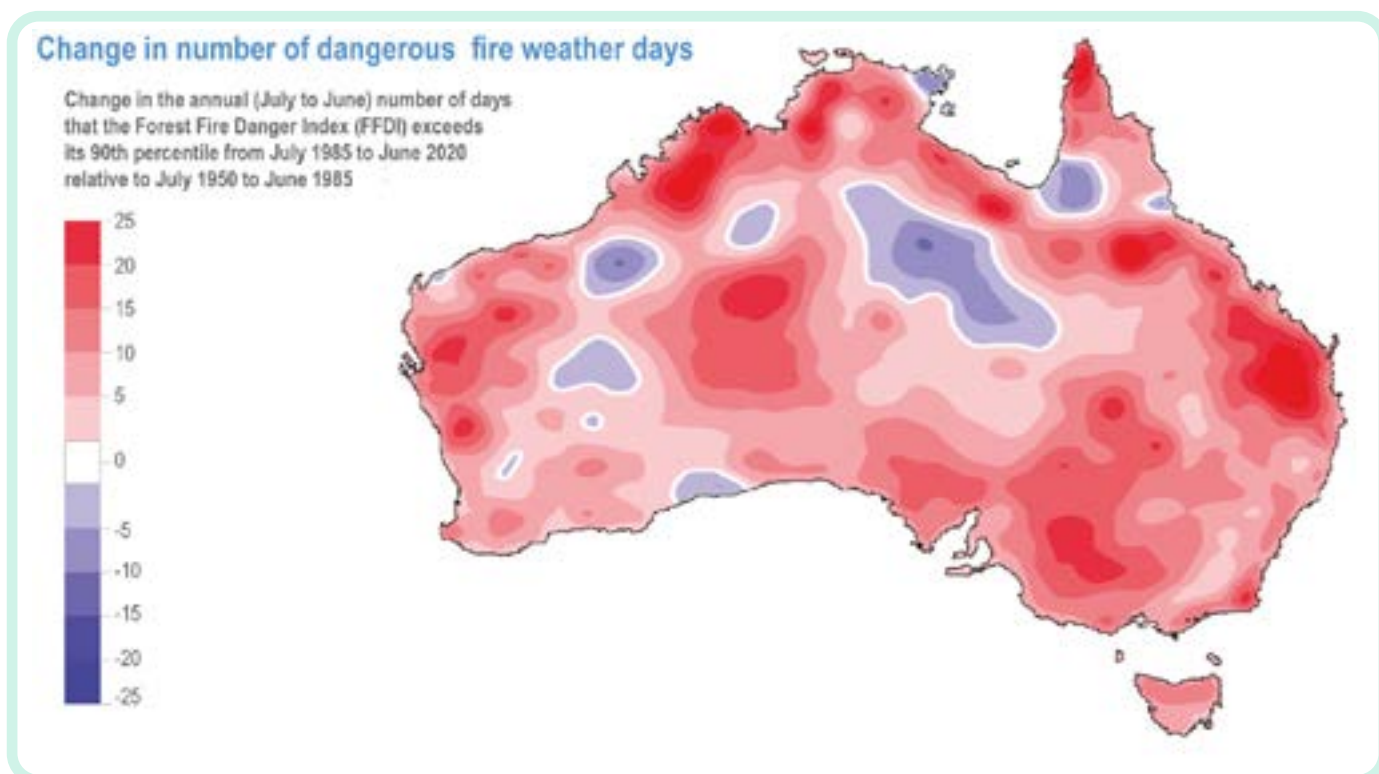 Change in number of dangerous fire weather days
Change in the annual (July to June) number of days
that the Forest Fire Danger Index (FFDI) exceeds
its 90th percentile from July 1985 to June 2020
relative to July 1950 to June 1985
25
20
15
10
5
0
-5
-10
-15
-20
-25